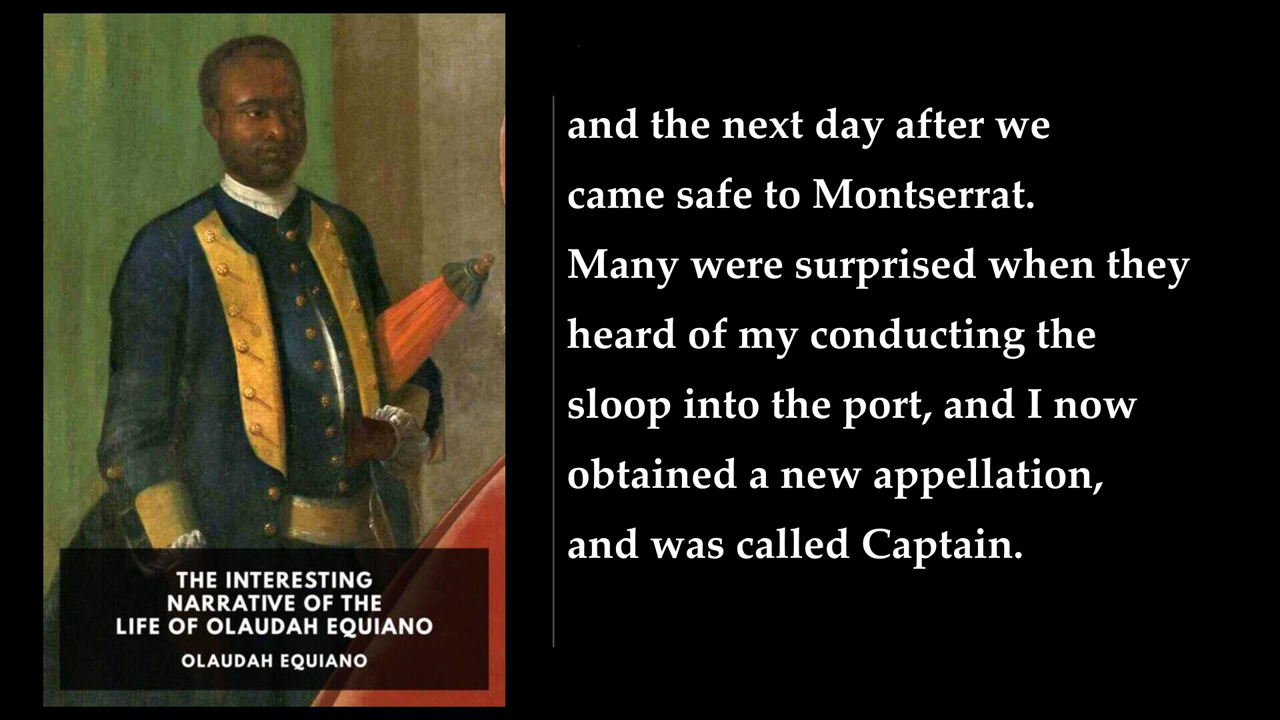 and the next day after we
came safe to Montserrat.
Many were surprised when they
heard of my conducting the
sloop into the port, and I now
obtained a new appellation,
and was called Captain.
THE INTERESTING
NARRATIVE OF THE
LIFE OF OLAUDAH EQUIANO
OLAUDAH EQUIANO